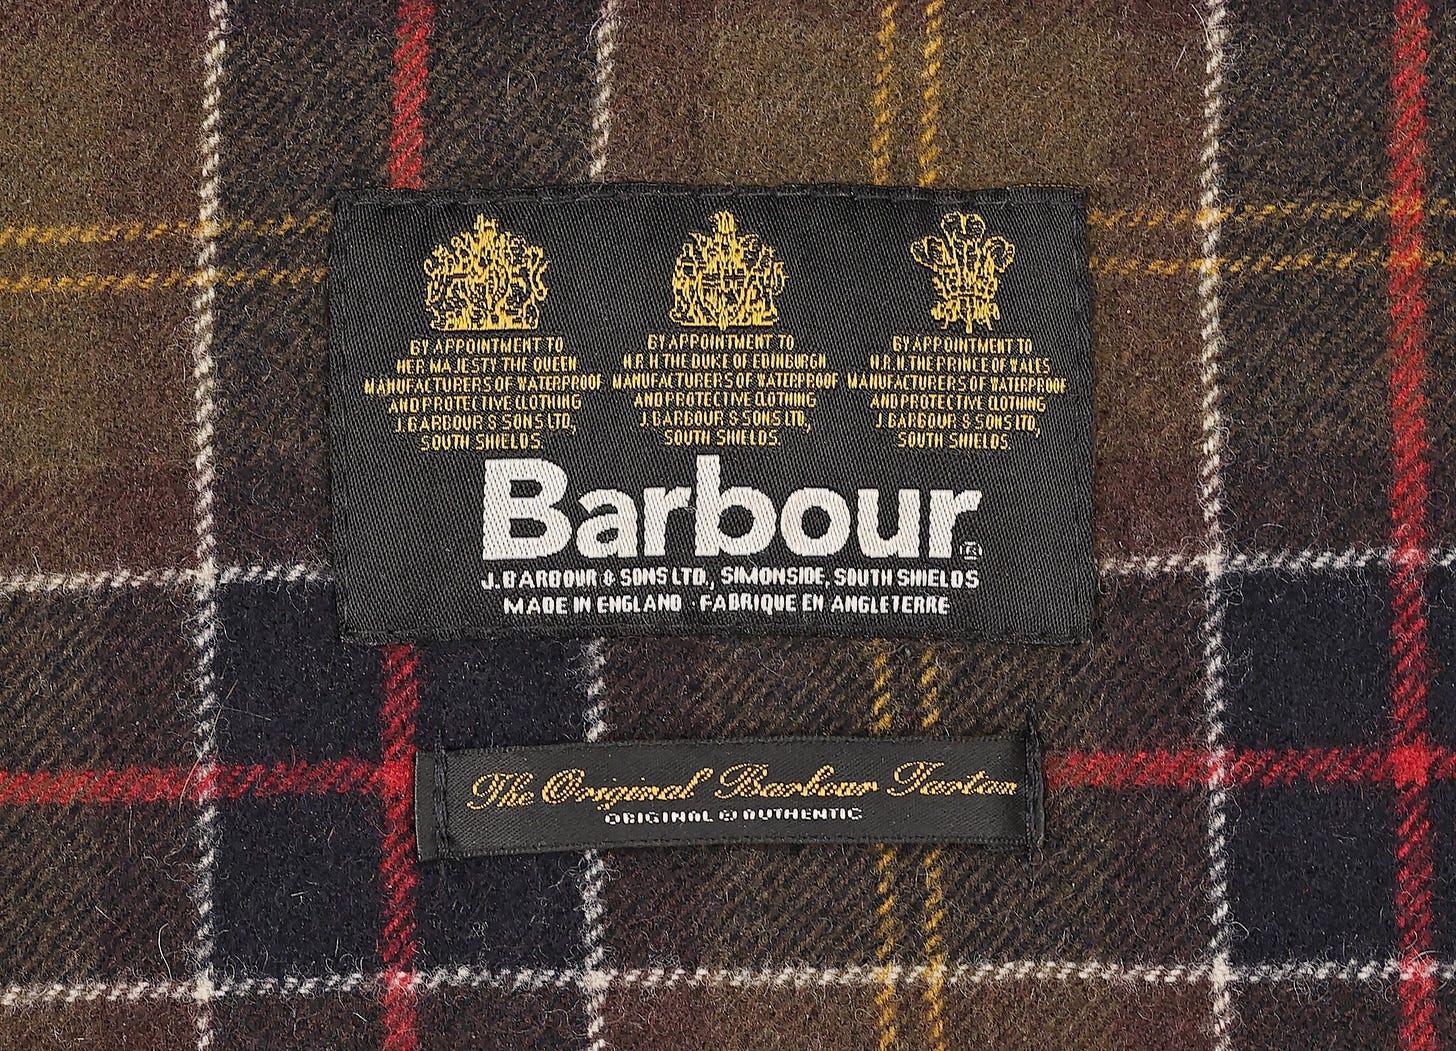 BY APPOINTMENT TO
HER MAJESTY THE QUEEN
MANUFACTURERS OF WATERPROOF
AND PROTECTIVE CLOTHING
J. BARBOUR & SONS LTD,
SOUTH SHIELDS.
BY APPOINTMENT TO
H.R.H THE DUKE OF EDINBURGH
MANUFACTURERS OF WATERPROOF
AND PROTECTIVE CLOTHING
J. BARBOUR & SONS LTD,
SOUTH SHIELDS.
BY APPOINTMENT TO
H.R.H. THE PRINCE OF WALES
MANUFACTURERS OF WATERPROOF
AND PROTECTIVE CLOTHING
J. BARBOUR & SONS LTD,
SOUTH SHIELDS.
Barbour®
J. BARBOUR & SONS LTD., SIMONSIDE, SOUTH SHIELDS
MADE IN ENGLAND · FABRIQUE EN ANGLETERRE
The Original Barbour Tartan
ORIGINAL & AUTHENTIC